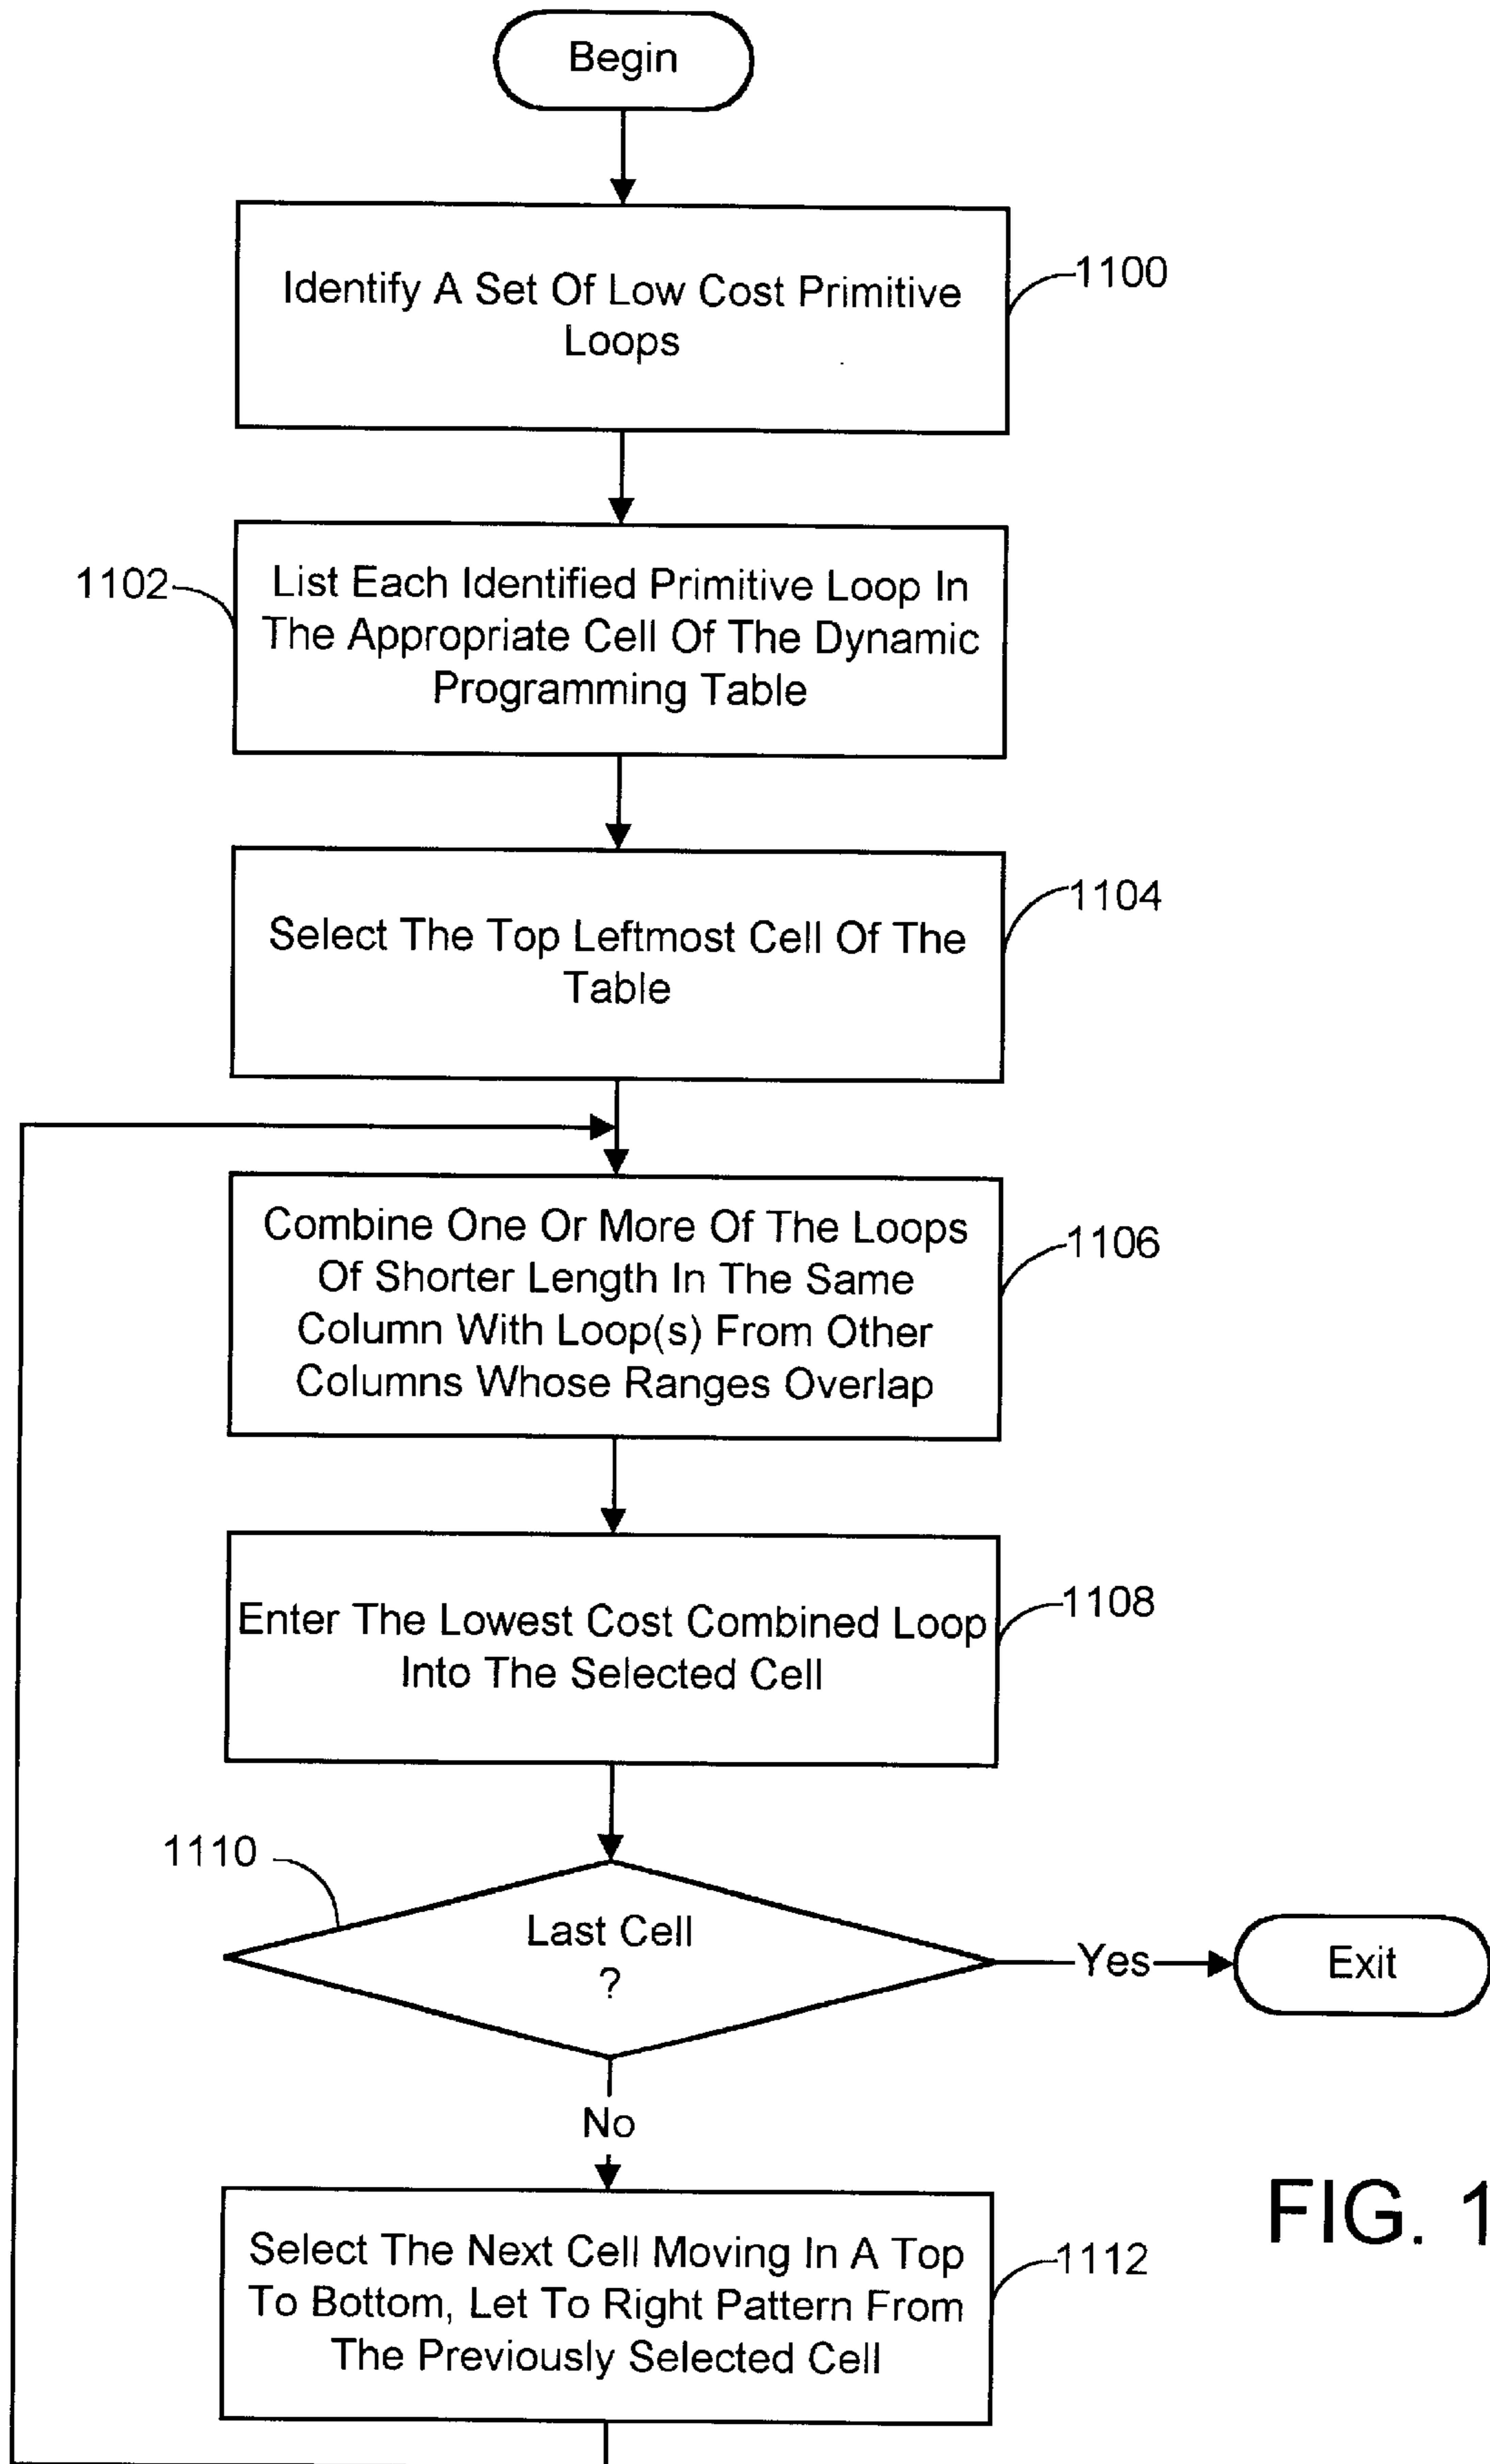 Begin
Identify A Set Of Low Cost Primitive
Loops
1100
1102
List Each Identified Primitive Loop In
The Appropriate Cell Of The Dynamic
Programming Table
Select The Top Leftmost Cell Of The
Table
1104
Combine One Or More Of The Loops
Of Shorter Length In The Same
Column With Loop(s) From Other
Columns Whose Ranges Overlap
1106
Enter The Lowest Cost Combined Loop
Into The Selected Cell
1108
1110
Last Cell
?
Yes
Exit
No
Select The Next Cell Moving In A Top
To Bottom, Let To Right Pattern From
The Previously Selected Cell
1112
FIG. 1